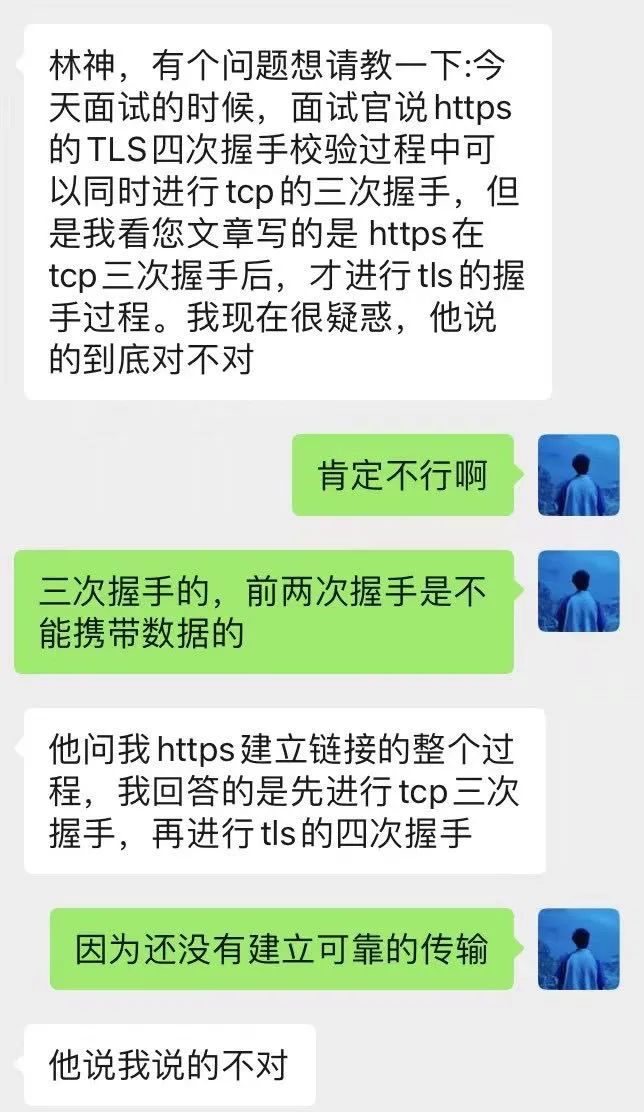 林神，有个问题想请教一下:今
天面试的时候，面试官说https
的TLS四次握手校验过程中可
以同时进行tcp的三次握手，但
是我看您文章写的是 https在
tcp三次握手后，才进行tls的握
手过程。我现在很疑惑，他说
的到底对不对
肯定不行啊
三次握手的，前两次握手是不
能携带数据的
他问我https建立链接的整个过
程，我回答的是先进行tcp三次
握手，再进行tls的四次握手
因为还没有建立可靠的传输
他说我说的不对